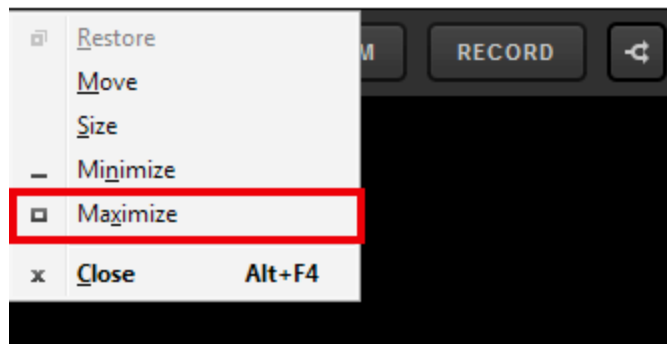 Restore
M RECORD
Move
Size
Minimize
Maximize
Close Alt+F4